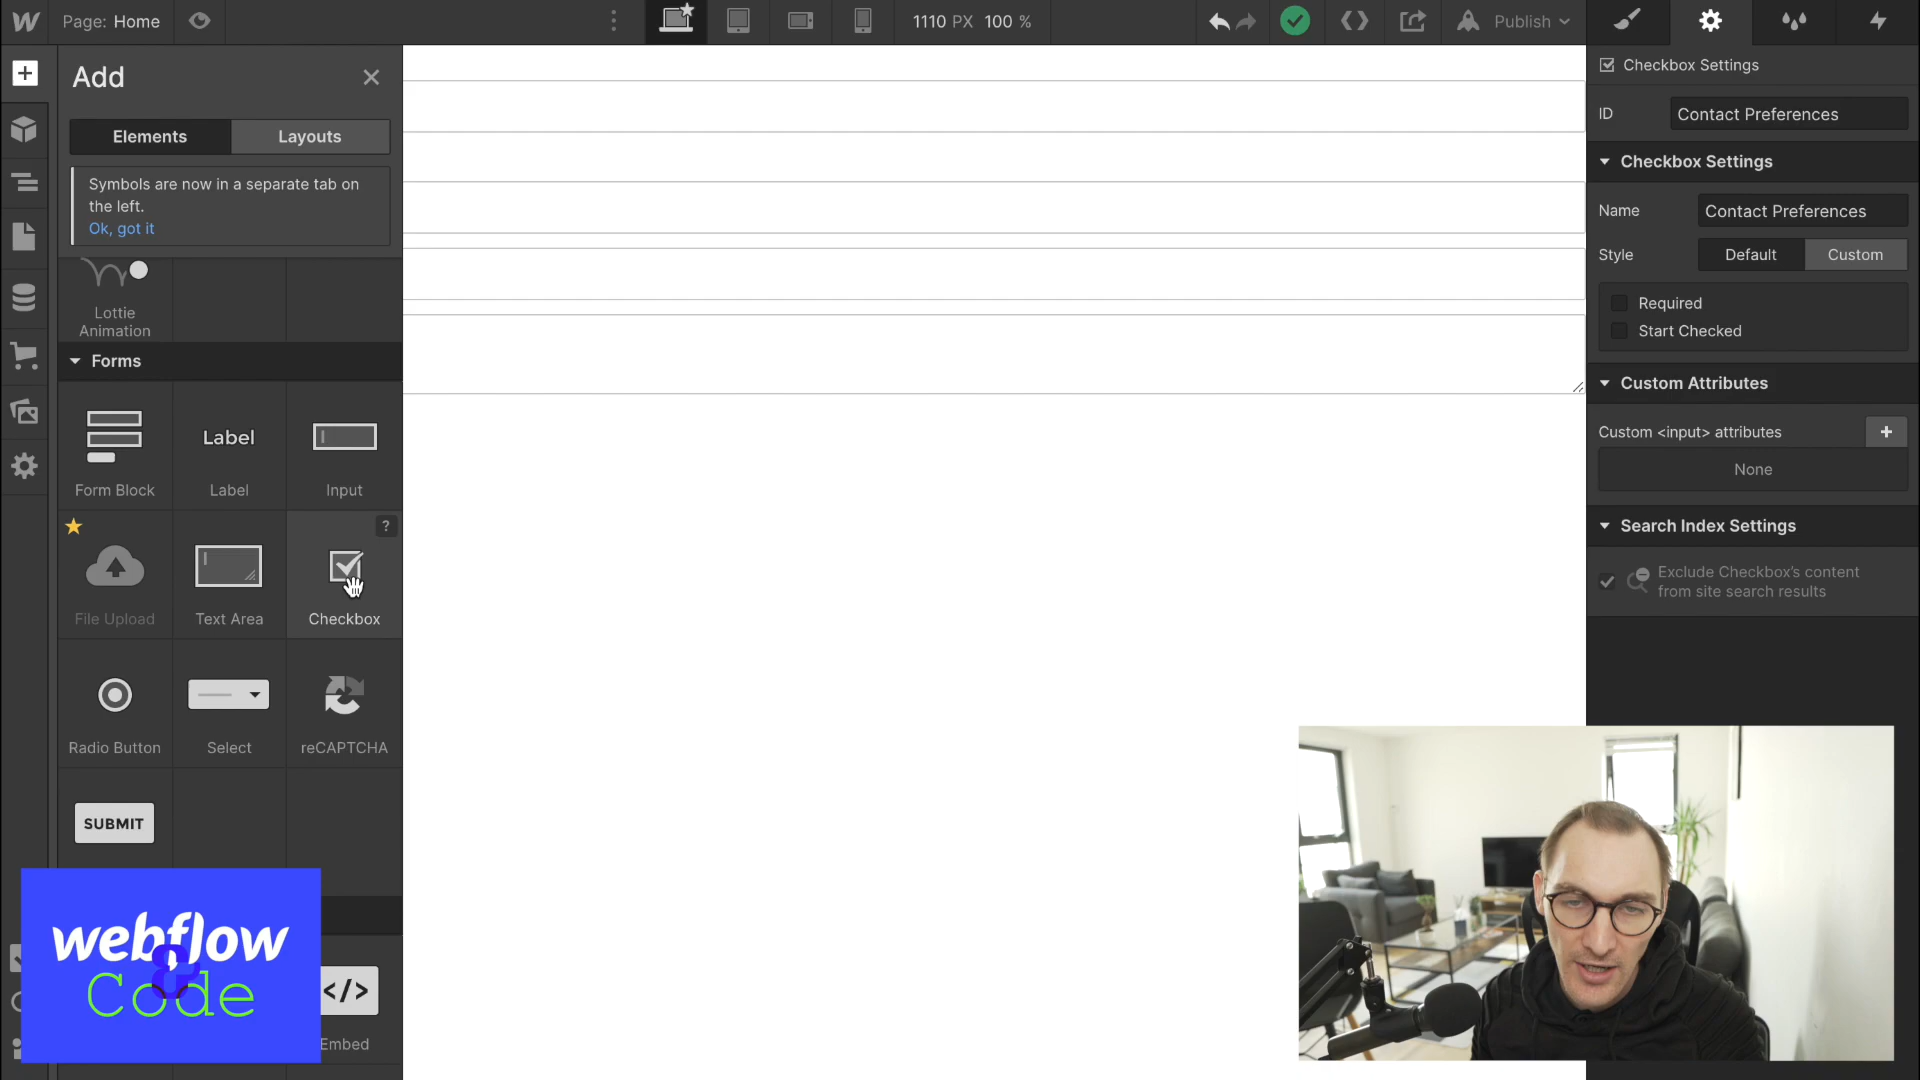 Page: Home
1110 PX 100 %
Publish
Add
Elements
Layouts
Symbols are now in a separate tab on
the left.
Ok, got it
Lottie
Animation
Forms
Label
Form Block
Label
Input
?
File Upload
Text Area
Checkbox
Radio Button
Select
reCAPTCHA
SUBMIT
webflow
&
Code
</>
Embed
Checkbox Settings
ID
Contact Preferences
Checkbox Settings
Name
Contact Preferences
Style
Default
Custom
Required
Start Checked
Custom Attributes
Custom <input> attributes
+
None
Search Index Settings
Exclude Checkbox's content
from site search results